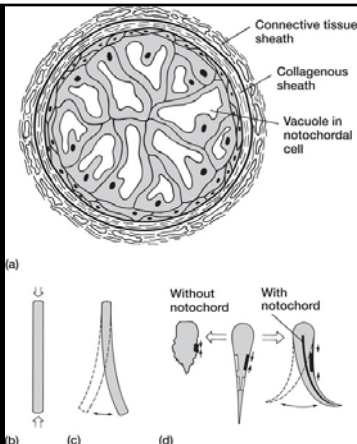 Connective tissue
sheath
Collagenous
sheath
Vacuole in
notochordal
cell
(a)
Without
notochord
With
notochord
(b)
(c)
(d)